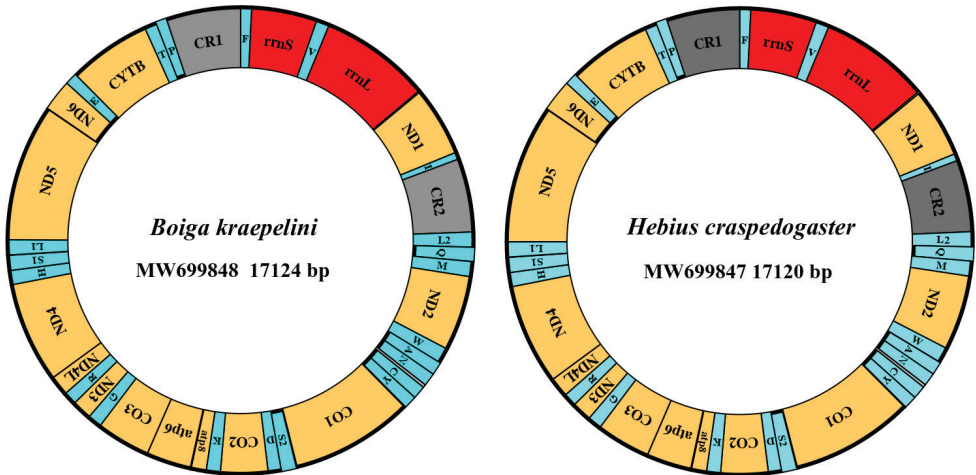 Boiga kraepelini
MW699848 17124 bp
F
rrnS
V
rrnL
ND1
I
CR2
L2
Q
M
ND2
W
A
N
C
Y
CO1
S2
D
CO2
K
atp8
atp6
CO3
G
ND3
R
ND4L
ND4
H
S1
L1
ND5
ND6
E
CYTB
T
P
CR1
Hebius craspedogaster
MW699847 17120 bp
F
rrnS
V
rrnL
ND1
I
CR2
L2
Q
M
ND2
W
A
N
C
Y
CO1
S2
D
CO2
K
atp8
atp6
CO3
G
ND3
R
ND4L
ND4
H
S1
L1
ND5
ND6
E
CYTB
T
P
CR1